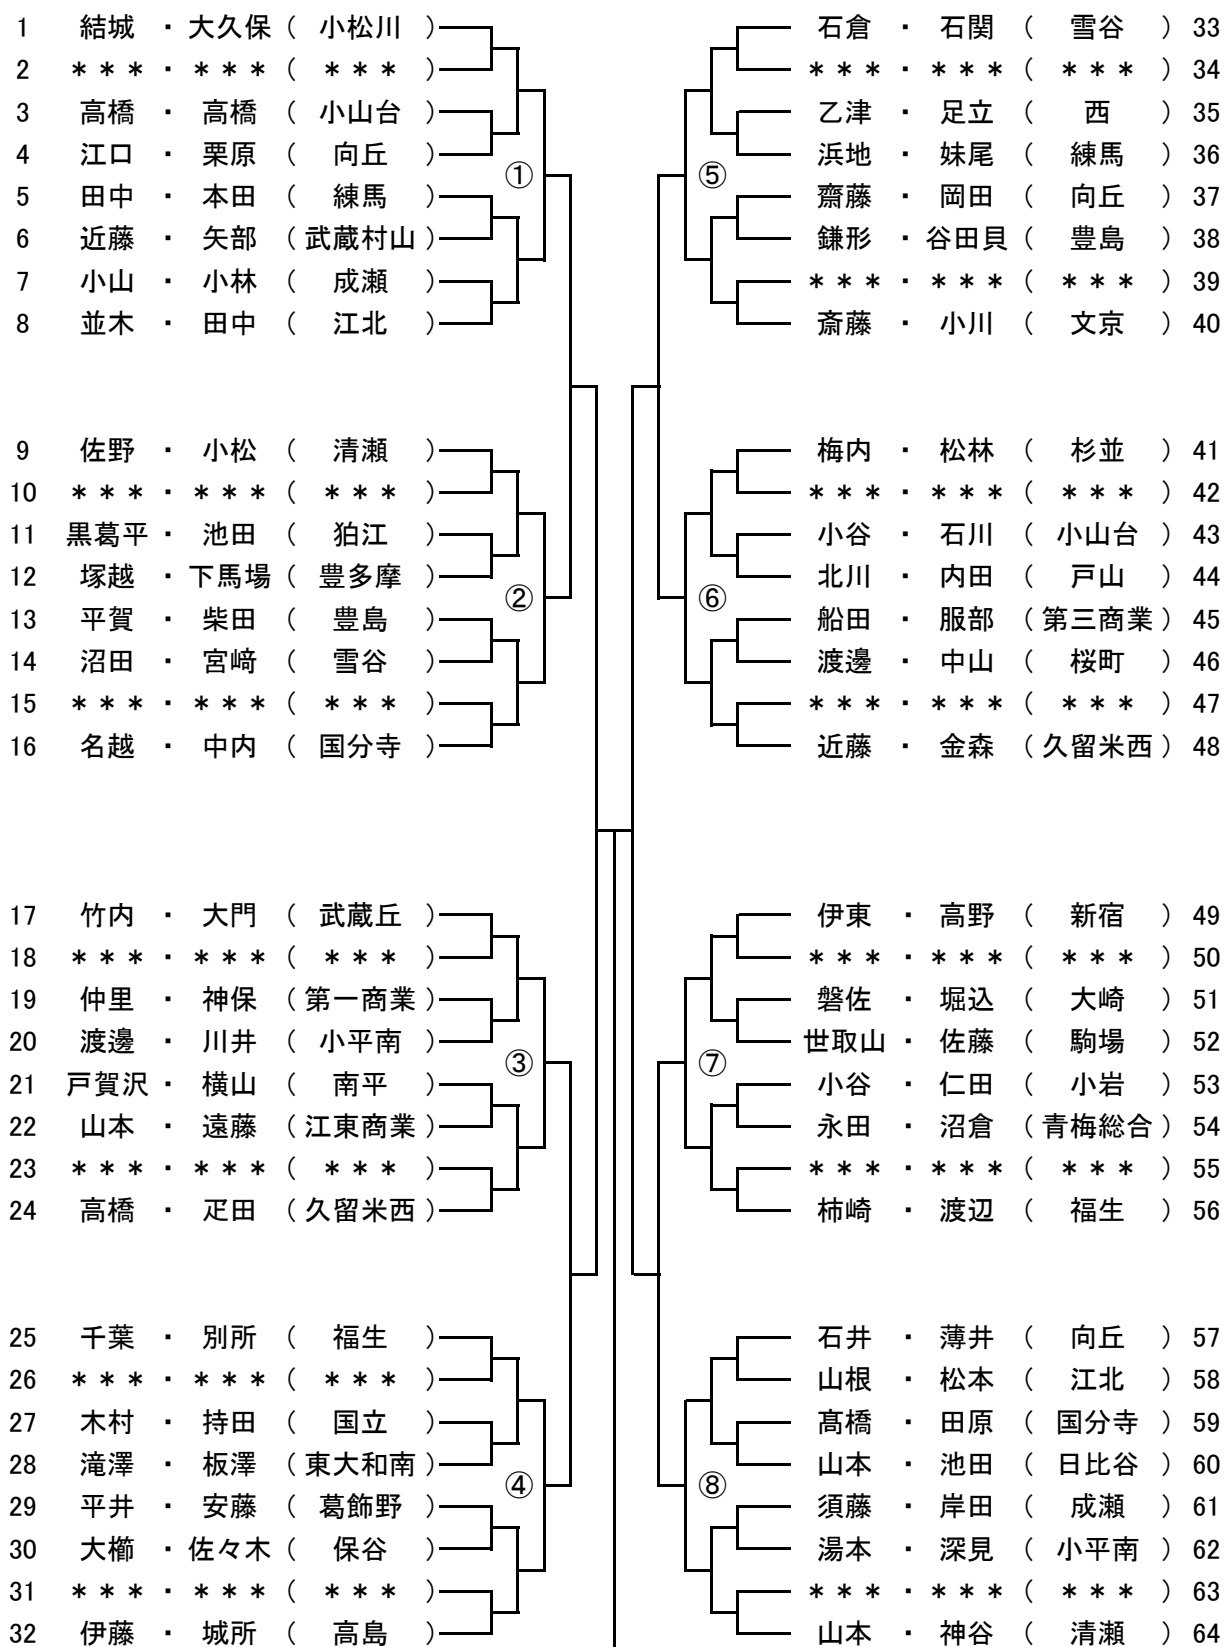 1 結城 ・ 大久保 ( 小松川 )
2 ＊＊＊ ・ ＊＊＊ ( ＊＊＊ )
3 高橋 ・ 高橋 ( 小山台 )
4 江口 ・ 栗原 ( 向丘 )
①
5 田中 ・ 本田 ( 練馬 )
6 近藤 ・ 矢部 ( 武蔵村山 )
7 小山 ・ 小林 ( 成瀬 )
8 並木 ・ 田中 ( 江北 )
9 佐野 ・ 小松 ( 清瀬 )
10 ＊＊＊ ・ ＊＊＊ ( ＊＊＊ )
11 黒葛平 ・ 池田 ( 狛江 )
12 塚越 ・ 下馬場 ( 豊多摩 )
②
13 平賀 ・ 柴田 ( 豊島 )
14 沼田 ・ 宮﨑 ( 雪谷 )
15 ＊＊＊ ・ ＊＊＊ ( ＊＊＊ )
16 名越 ・ 中内 ( 国分寺 )
17 竹内 ・ 大門 ( 武蔵丘 )
18 ＊＊＊ ・ ＊＊＊ ( ＊＊＊ )
19 仲里 ・ 神保 ( 第一商業 )
20 渡邊 ・ 川井 ( 小平南 )
③
21 戸賀沢 ・ 横山 ( 南平 )
22 山本 ・ 遠藤 ( 江東商業 )
23 ＊＊＊ ・ ＊＊＊ ( ＊＊＊ )
24 高橋 ・ 疋田 ( 久留米西 )
25 千葉 ・ 別所 ( 福生 )
26 ＊＊＊ ・ ＊＊＊ ( ＊＊＊ )
27 木村 ・ 持田 ( 国立 )
28 滝澤 ・ 板澤 ( 東大和南 )
④
29 平井 ・ 安藤 ( 葛飾野 )
30 大櫛 ・ 佐々木 ( 保谷 )
31 ＊＊＊ ・ ＊＊＊ ( ＊＊＊ )
32 伊藤 ・ 城所 ( 高島 )
石倉 ・ 石関 ( 雪谷 ) 33
＊＊＊ ・ ＊＊＊ ( ＊＊＊ ) 34
乙津 ・ 足立 ( 西 ) 35
浜地 ・ 妹尾 ( 練馬 ) 36
⑤
齋藤 ・ 岡田 ( 向丘 ) 37
鎌形 ・ 谷田貝 ( 豊島 ) 38
＊＊＊ ・ ＊＊＊ ( ＊＊＊ ) 39
斎藤 ・ 小川 ( 文京 ) 40
梅内 ・ 松林 ( 杉並 ) 41
＊＊＊ ・ ＊＊＊ ( ＊＊＊ ) 42
小谷 ・ 石川 ( 小山台 ) 43
北川 ・ 内田 ( 戸山 ) 44
⑥
船田 ・ 服部 ( 第三商業 ) 45
渡邊 ・ 中山 ( 桜町 ) 46
＊＊＊ ・ ＊＊＊ ( ＊＊＊ ) 47
近藤 ・ 金森 ( 久留米西 ) 48
伊東 ・ 高野 ( 新宿 ) 49
＊＊＊ ・ ＊＊＊ ( ＊＊＊ ) 50
磐佐 ・ 堀込 ( 大崎 ) 51
世取山 ・ 佐藤 ( 駒場 ) 52
⑦
小谷 ・ 仁田 ( 小岩 ) 53
永田 ・ 沼倉 ( 青梅総合 ) 54
＊＊＊ ・ ＊＊＊ ( ＊＊＊ ) 55
柿崎 ・ 渡辺 ( 福生 ) 56
石井 ・ 薄井 ( 向丘 ) 57
山根 ・ 松本 ( 江北 ) 58
髙橋 ・ 田原 ( 国分寺 ) 59
山本 ・ 池田 ( 日比谷 ) 60
⑧
須藤 ・ 岸田 ( 成瀬 ) 61
湯本 ・ 深見 ( 小平南 ) 62
＊＊＊ ・ ＊＊＊ ( ＊＊＊ ) 63
山本 ・ 神谷 ( 清瀬 ) 64